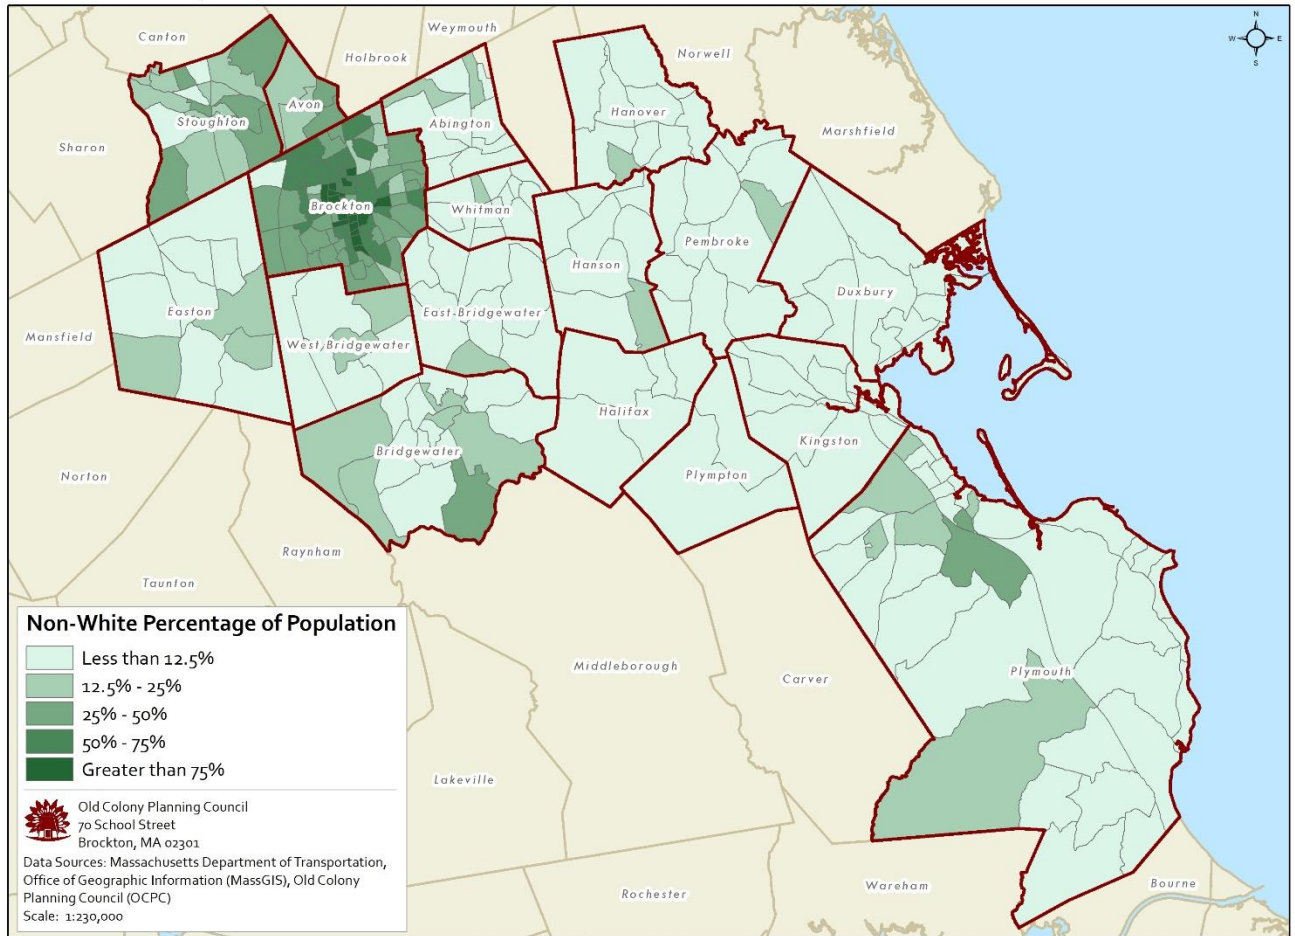 Weymouth
Canton
N
W
E
S
Holbrook
Norwell
Avon
Hanover
Stoughton
Abington
Marshfield
Sharon
Brockton
Whitman
Pembroke
Hanson
Duxbury
Easton
East Bridgewater
Mansfield
West Bridgewater
Halifax
Kingston
Bridgewater
Plympton
Norton
Raynham
Taunton
Middleborough
Plymouth
Carver
Lakeville
Rochester
Wareham
Bourne
Non-White Percentage of Population
Less than 12.5%
12.5% - 25%
25% - 50%
50% - 75%
Greater than 75%
Old Colony Planning Council
70 School Street
Brockton, MA 02301
Data Sources: Massachusetts Department of Transportation,
Office of Geographic Information (MassGIS), Old Colony
Planning Council (OCPC)
Scale: 1:230,000